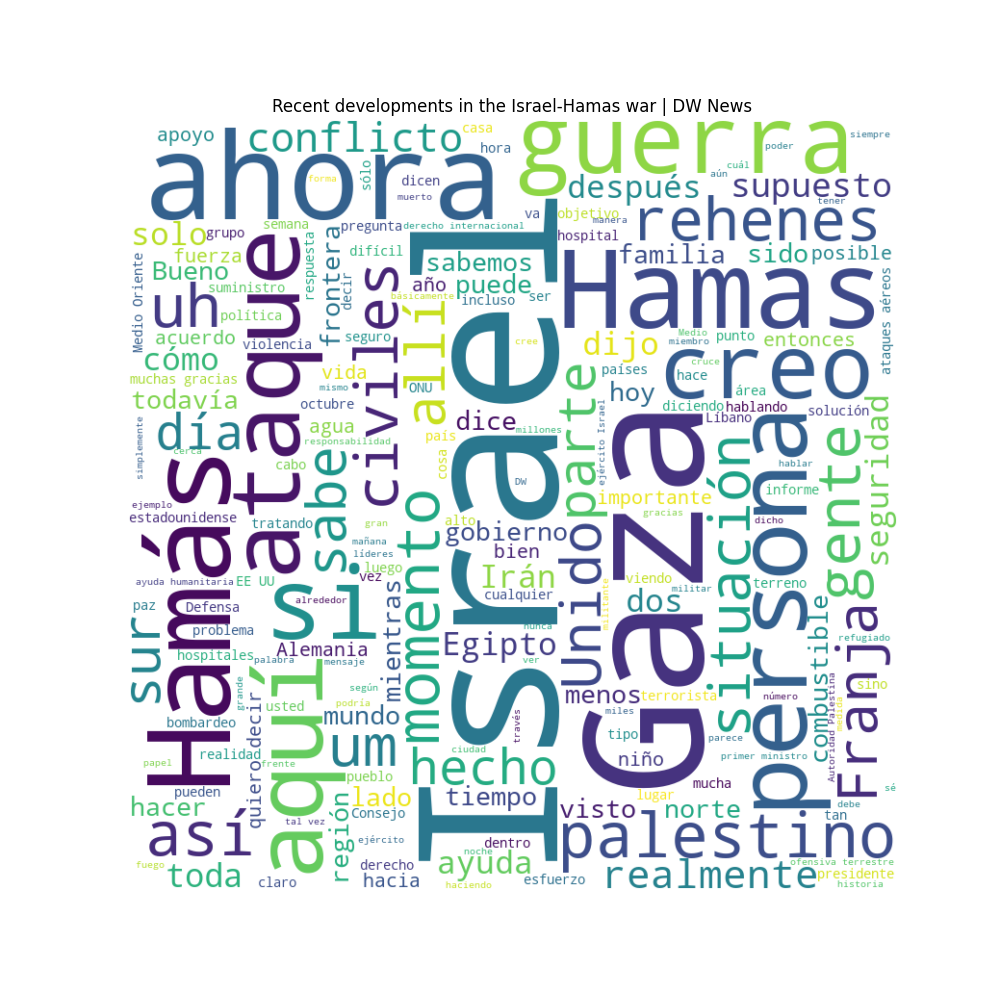 Recent developments in the Israel-Hamas war | DW News
apoyo
conflicto
casa
hora
guerra
siempre
poder
ahora
forma
sólo
dicen
muerto
después
aún
cuál
supuesto
tener
solo
grupo
semana
pregunta
derecho internacional
va
objetivo
manera
rehenes
hospital
fuerza
Bueno
respuesta
frontera
difícil
sabemos
familia
sido
posible
Medio Oriente
suministro
decir
año
puede
Hamas
ataques aéreos
uh
política
básicamente
incluso
ser
acuerdo
violencia
seguro
civiles
allí
cree
dijo
Medio
miembro
punto
entonces
cómo
ataque
vida
cruce
creo
muchas gracias
mismo
ONU
países
hace
área
todavía
octubre
parte
hoy
diciendo
hablando
solución
Líbano
simplemente
día
agua
responsabilidad
dice
millones
país
cosa
Israel
ejército Israel
Gaza
cerca
cabo
sabe
DW
hablar
gente
seguridad
Hamás
ejemplo
estadounidense
tratando
gran
alto
importante
gracias
situación
persona
informe
dicho
mañana
líderes
gobierno
bien
Unido
momento
ayuda humanitaria
EE UU
si
luego
vez
Irán
viendo
militar
terreno
paz
Defensa
alrededor
cualquier
militante
dos
combustible
sur
problema
Alemania
mientras
nunca
Egipto
refugiado
hospitales
palabra
mensaje
ver
Franja
grande
aquí
según
menos
terrorista
número
sino
usted
podría
miles
Autoridad Palestina
medida
bombardeo
quiero decir
mundo
través
tipo
parece
realidad
frente
um
ciudad
hecho
niño
primer ministro
papel
pueden
pueblo
mucha
debe
sé
hacer
región
lado
tiempo
lugar
visto
norte
tan
así
tal vez
Consejo
ejército
dentro
palestino
noche
fuego
toda
claro
derecho
hacia
ayuda
haciendo
esfuerzo
realmente
ofensiva terrestre
presidente
historia